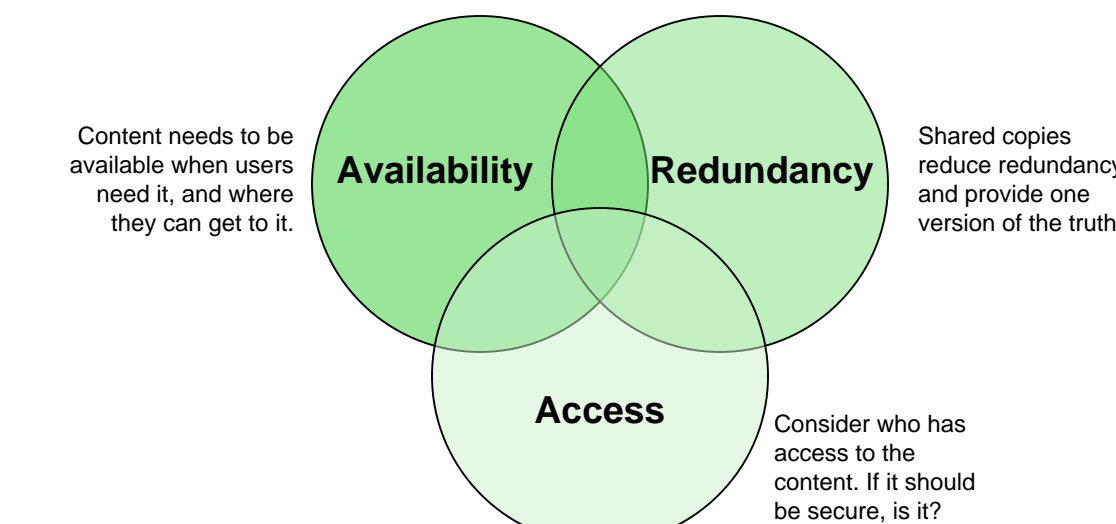 Content needs to be
available when users
need it, and where
they can get to it.
Availability
Redundancy
Shared copies
reduce redundancy
and provide one
version of the truth
Access
Consider who has
access to the
content. If it should
be secure, is it?